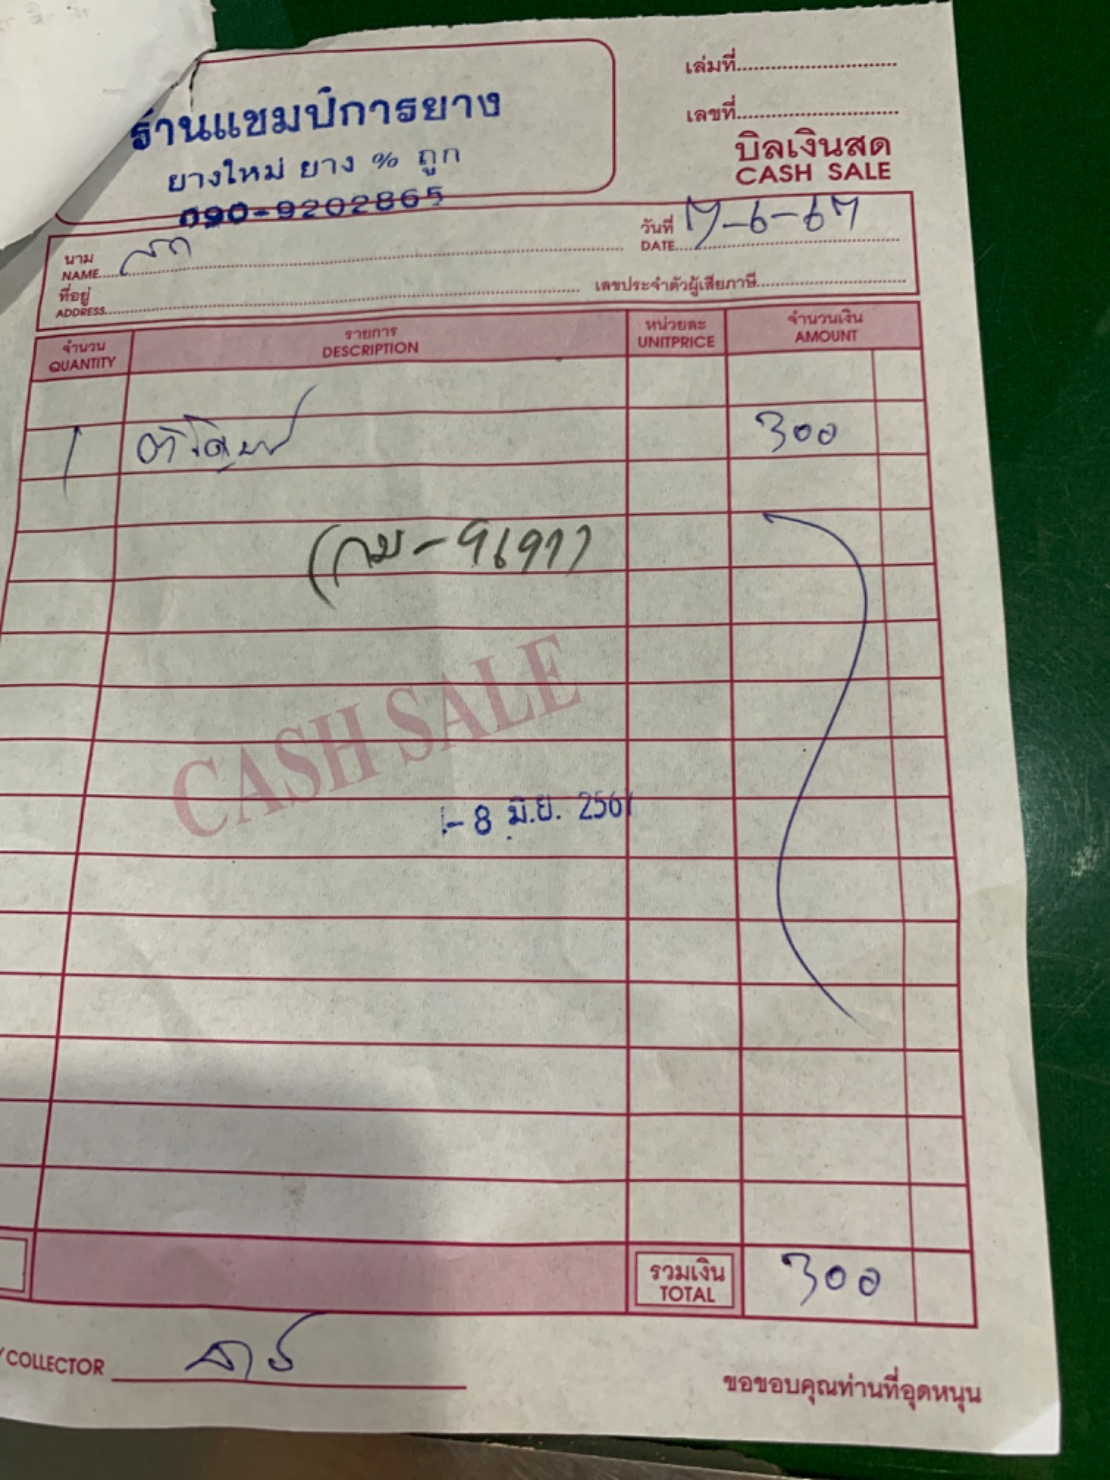 เล่มที่
เลขที่
ร้านแชมป์การยาง
ยางใหม่ ยาง % ถูก
090-9202865
บิลเงินสด
CASH SALE
นาม
NAME สด
วันที่
DATE 7-6-67
ที่อยู่
ADDRESS
เลขประจำตัวผู้เสียภาษี
จำนวน
QUANTITY
รายการ
DESCRIPTION
หน่วยละ
UNITPRICE
จำนวนเงิน
AMOUNT
1 300
CASH SALE
- 8 มิ.ย. 2567
รวมเงิน
TOTAL
300
COLLECTOR
ขอขอบคุณท่านที่อุดหนุน